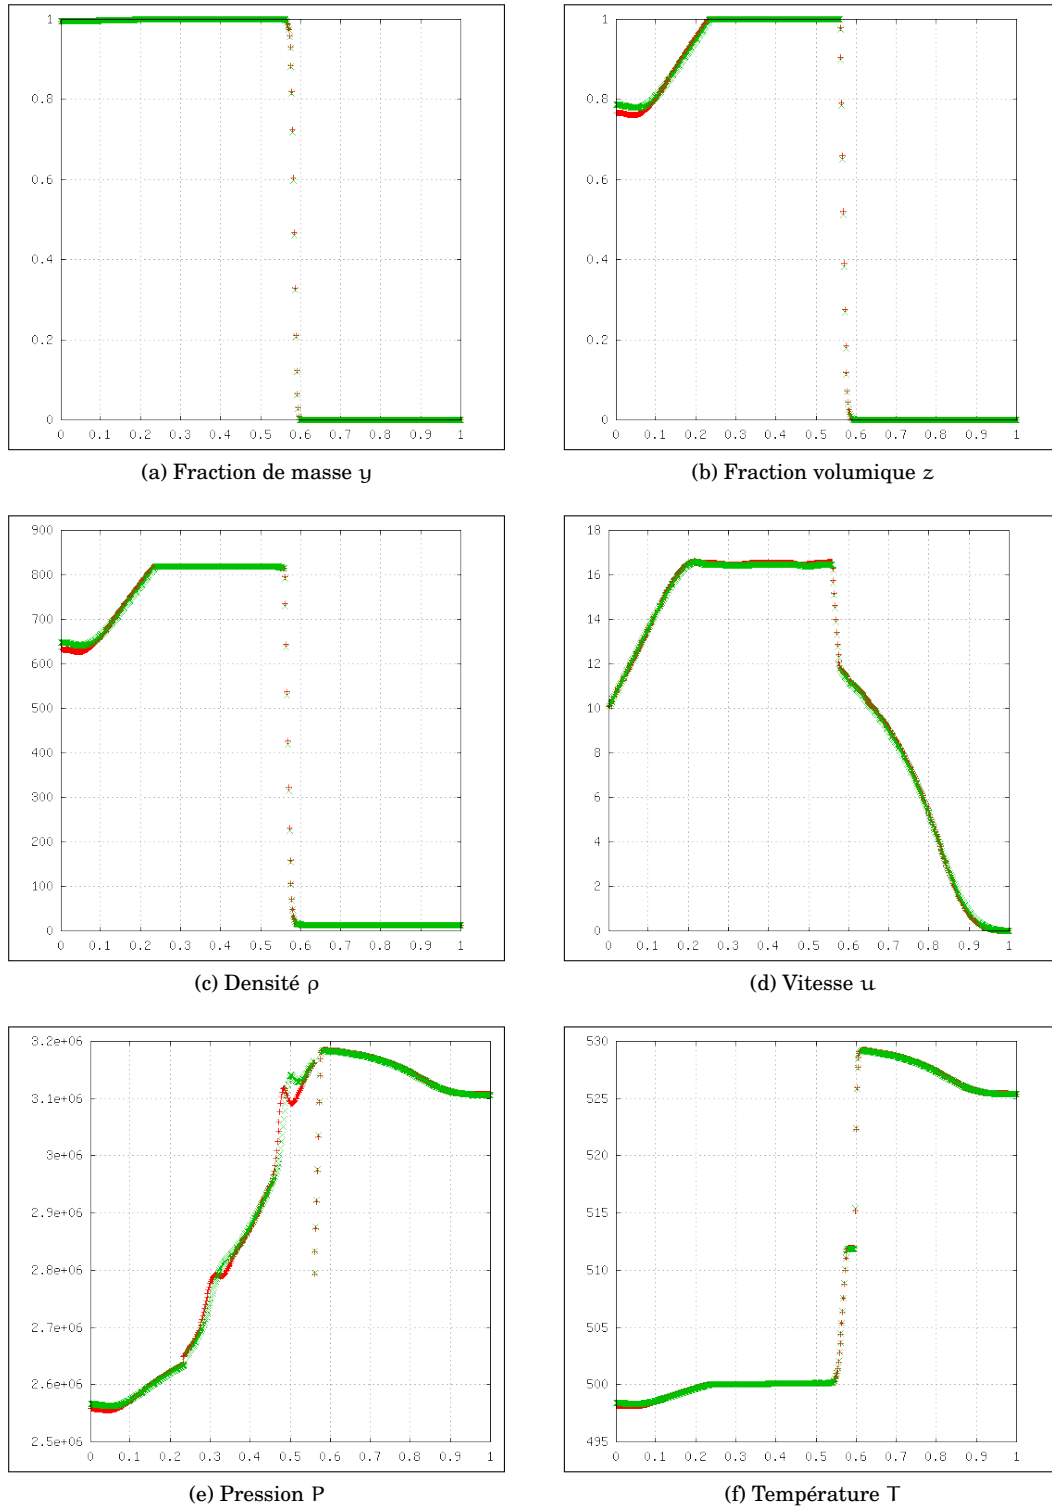 1
0.8
0.6
0.4
0.2
0
0 0.1 0.2 0.3 0.4 0.5 0.6 0.7 0.8 0.9 1
(a) Fraction de masse y
1
0.8
0.6
0.4
0.2
0
0 0.1 0.2 0.3 0.4 0.5 0.6 0.7 0.8 0.9 1
(b) Fraction volumique z
900
800
700
600
500
400
300
200
100
0
0 0.1 0.2 0.3 0.4 0.5 0.6 0.7 0.8 0.9 1
(c) Densité ρ
18
16
14
12
10
8
6
4
2
0
0 0.1 0.2 0.3 0.4 0.5 0.6 0.7 0.8 0.9 1
(d) Vitesse u
3.2e+06
3.1e+06
3e+06
2.9e+06
2.8e+06
2.7e+06
2.6e+06
2.5e+06
0 0.1 0.2 0.3 0.4 0.5 0.6 0.7 0.8 0.9 1
(e) Pression P
530
525
520
515
510
505
500
495
0 0.1 0.2 0.3 0.4 0.5 0.6 0.7 0.8 0.9 1
(f) Température T